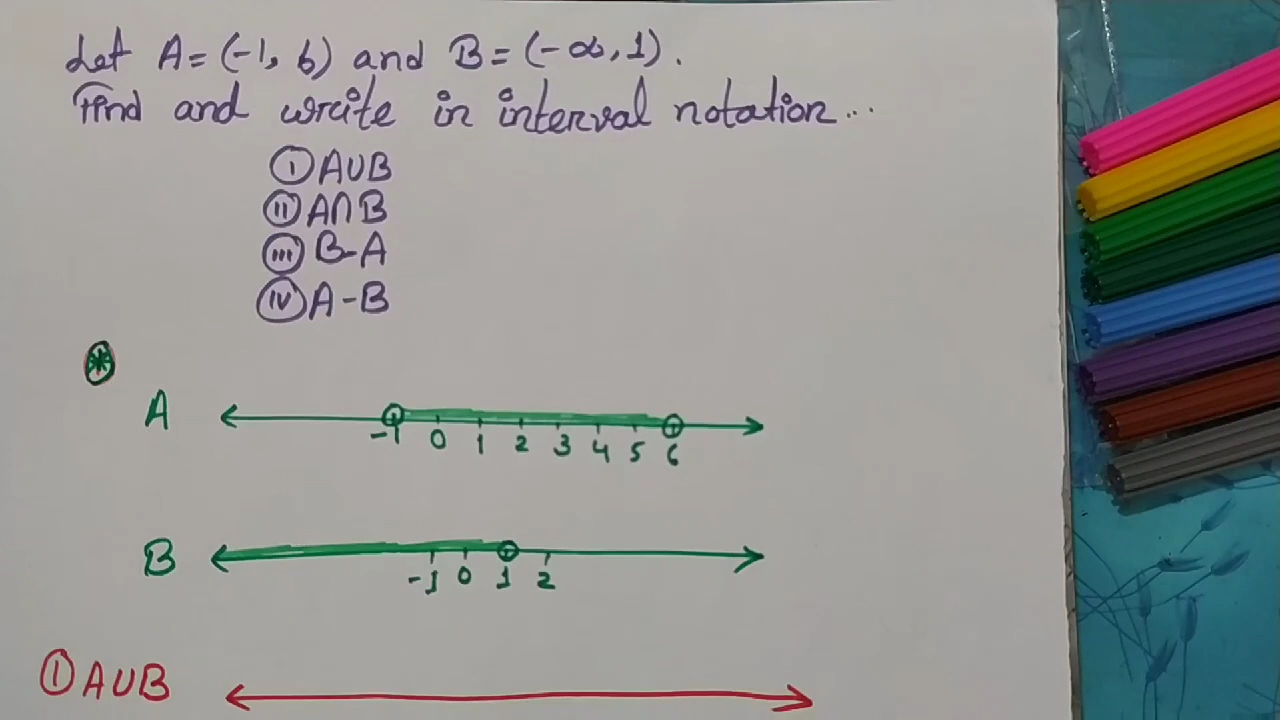 Let A = (-1, 6) and B = (-∞, 1).
Find and write in interval notation...
(i) A∪B
(ii) A∩B
(iii) B-A
(iv) A-B
*
A
-1 0 1 2 3 4 5 6
B
-1 0 1 2
(i) A∪B